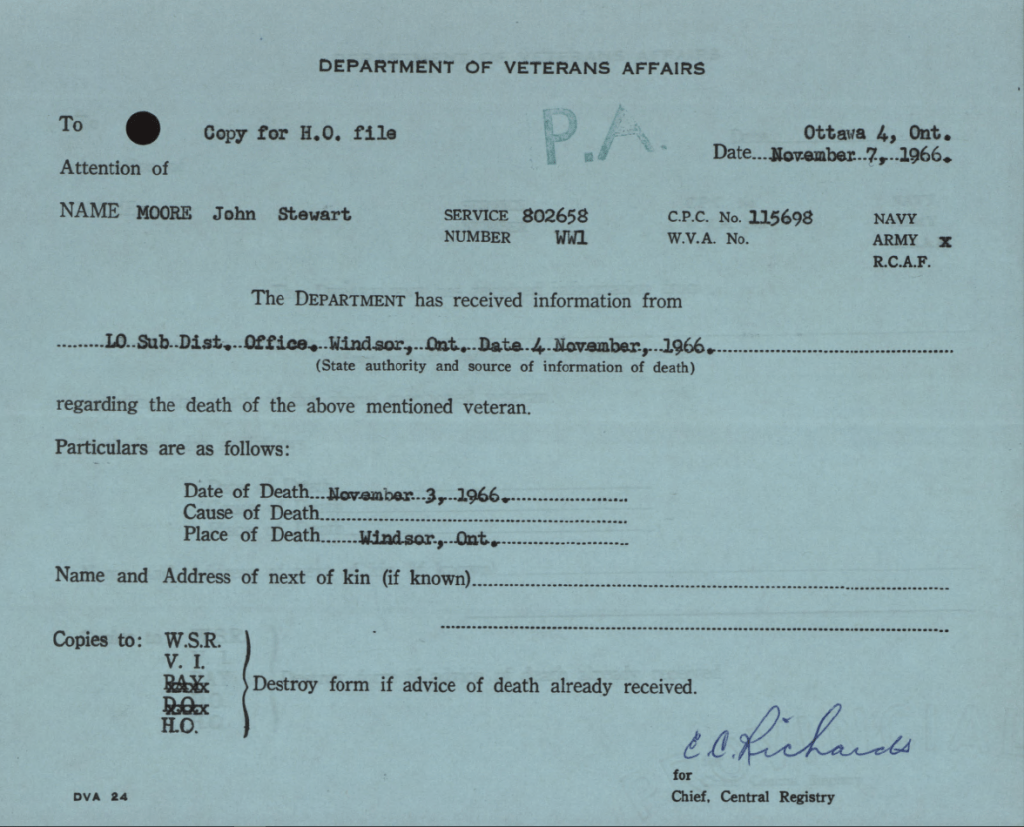 DEPARTMENT OF VETERANS AFFAIRS
To Copy for H.O. file
P.A.
Ottawa 4, Ont.
Date...November 7, 1966.
Attention of
NAME MOORE John Stewart
SERVICE NUMBER 802658 WW1
C.P.C. No. 115698
W.V.A. No.
NAVY
ARMY x
R.C.A.F.
The DEPARTMENT has received information from
LO Sub Dist. Office. Windsor, Ont. Date 4 November, 1966.
(State authority and source of information of death)
regarding the death of the above mentioned veteran.
Particulars are as follows:
Date of Death...November 3, 1966.
Cause of Death
Place of Death......Windsor, Ont.
Name and Address of next of kin (if known)
Copies to: W.S.R.
V. I.
PAY
D.O.
H.O.
Destroy form if advice of death already received.
C.C. Richards
for
Chief, Central Registry
DVA 24